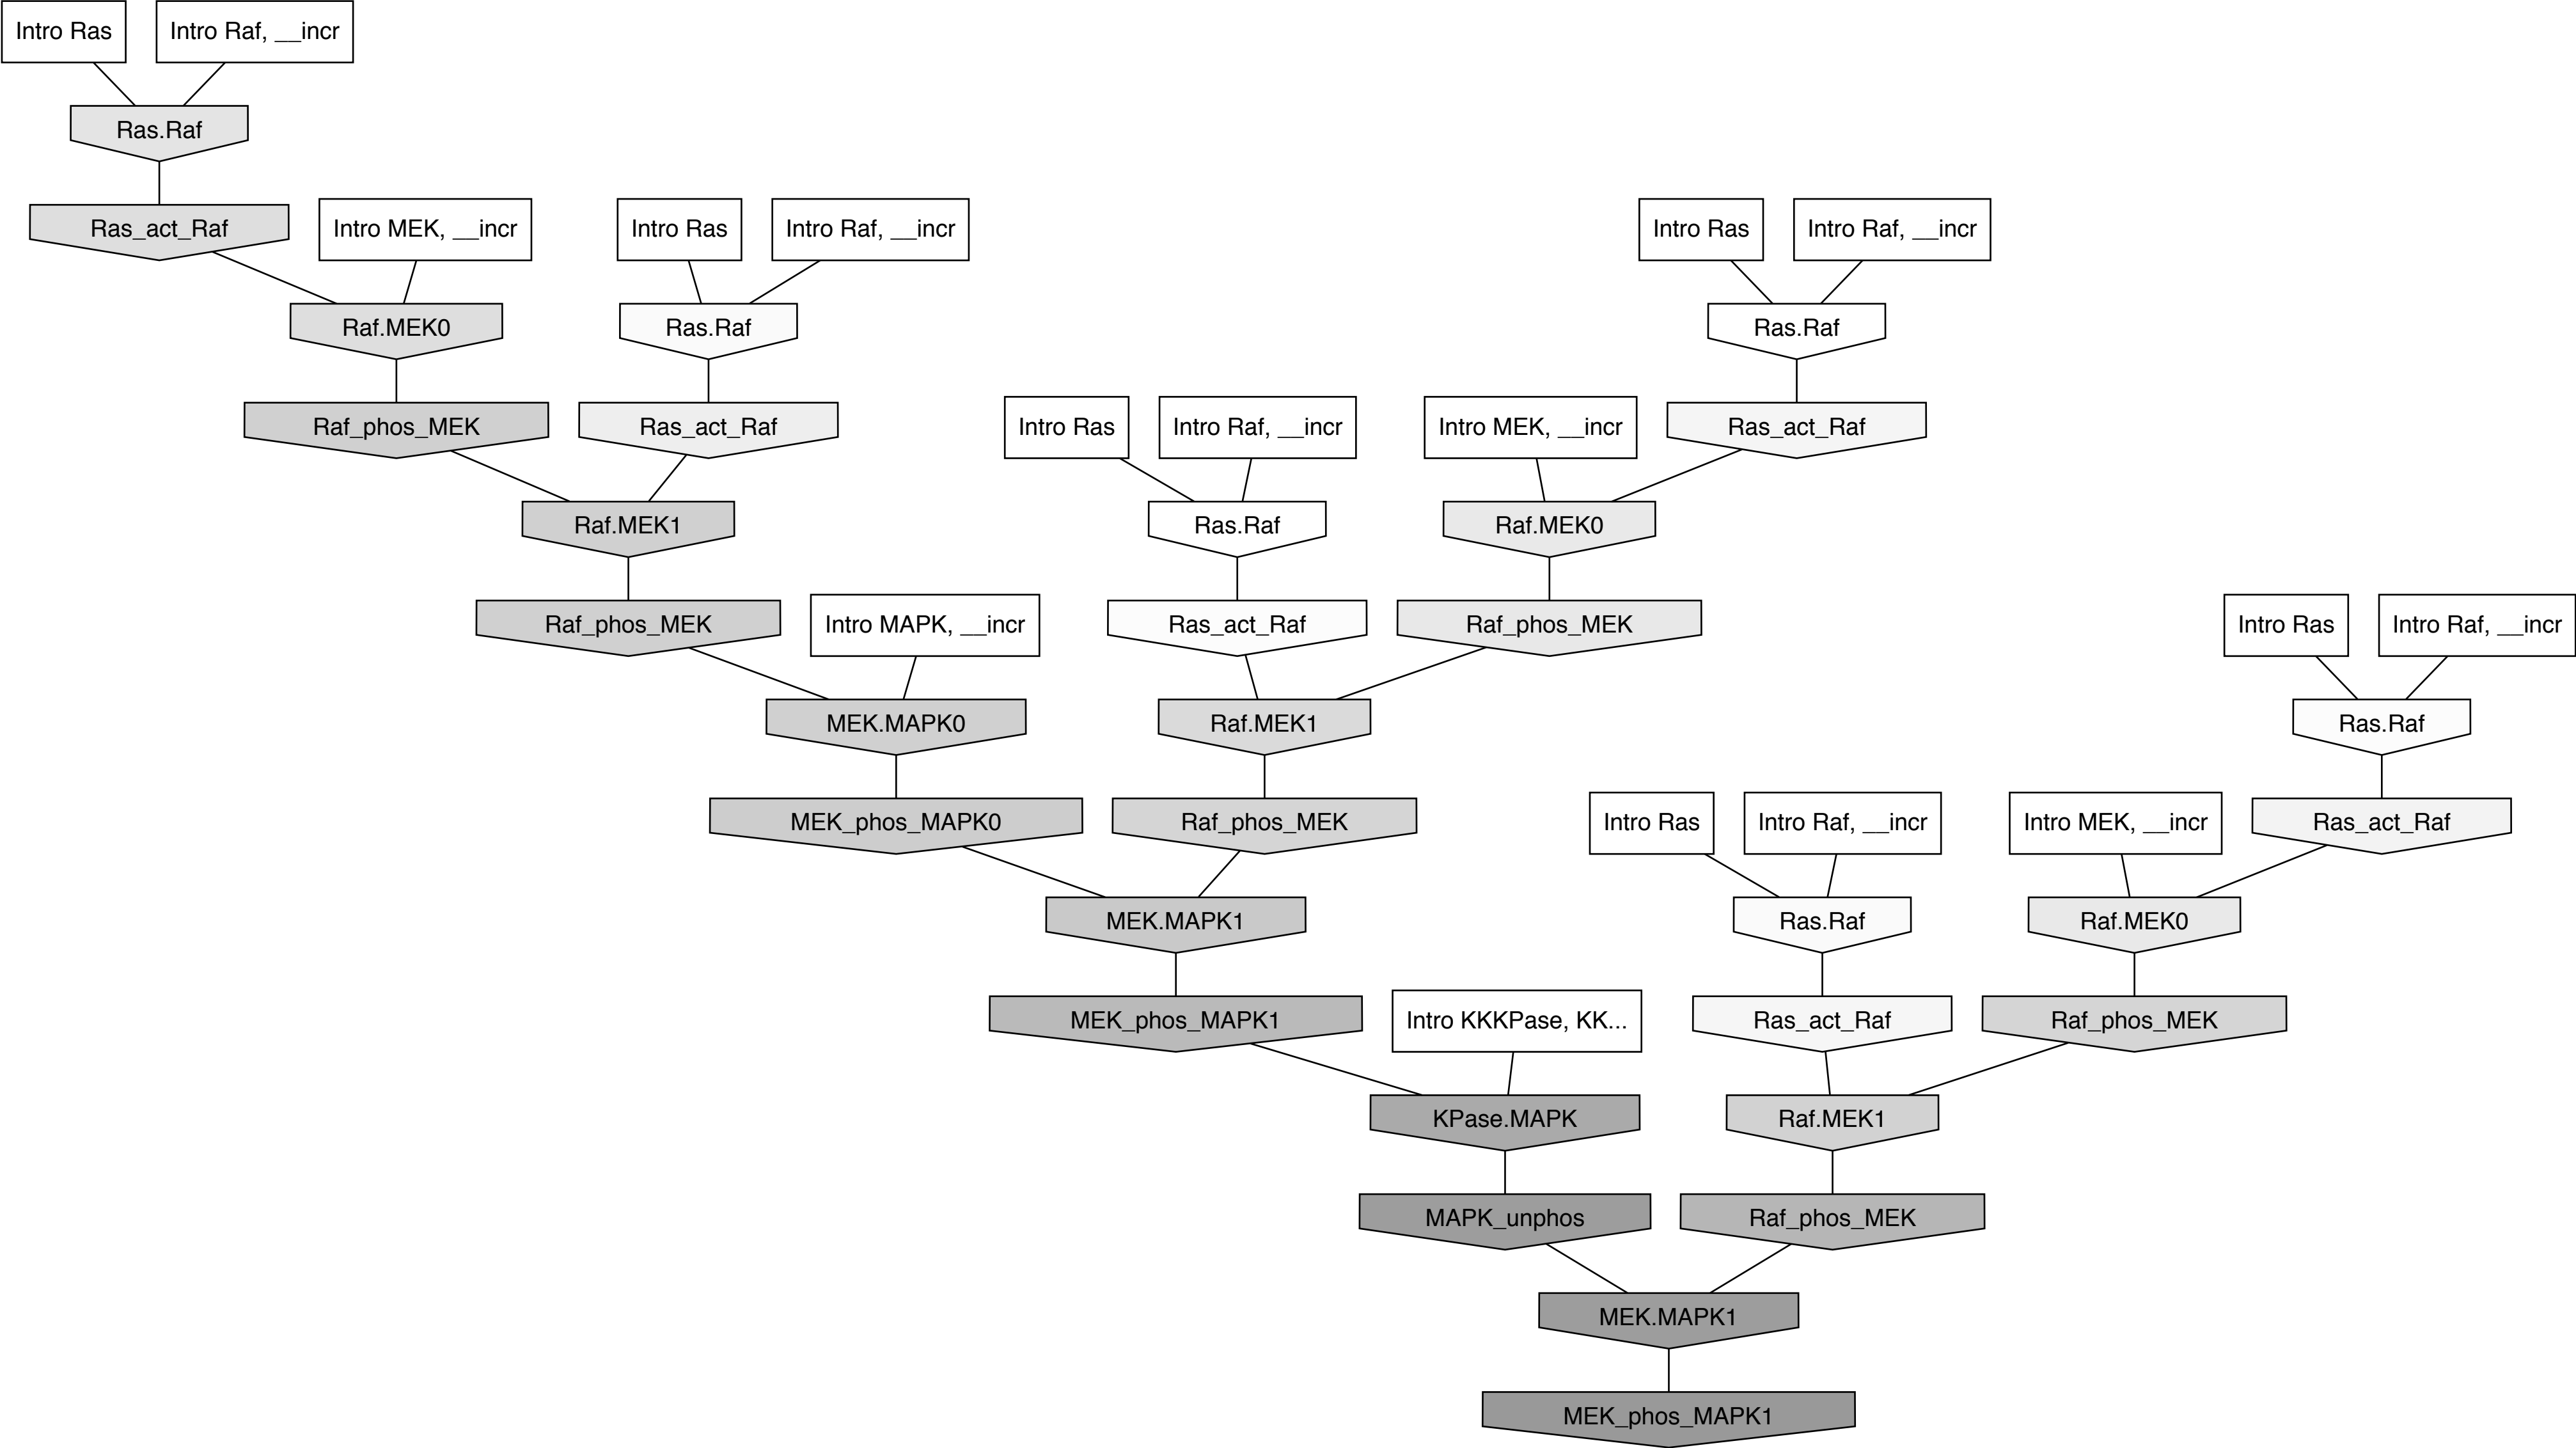 Intro Ras
Intro Raf, __incr
Ras.Raf
Ras_act_Raf
Intro MEK, __incr
Intro Ras
Intro Raf, __incr
Intro Ras
Intro Raf, __incr
Raf.MEK0
Ras.Raf
Ras.Raf
Raf_phos_MEK
Ras_act_Raf
Intro Ras
Intro Raf, __incr
Intro MEK, __incr
Ras_act_Raf
Raf.MEK1
Ras.Raf
Raf.MEK0
Raf_phos_MEK
Intro MAPK, __incr
Ras_act_Raf
Raf_phos_MEK
Intro Ras
Intro Raf, __incr
MEK.MAPK0
Raf.MEK1
Ras.Raf
MEK_phos_MAPK0
Raf_phos_MEK
Intro Ras
Intro Raf, __incr
Intro MEK, __incr
Ras_act_Raf
MEK.MAPK1
Ras.Raf
Raf.MEK0
MEK_phos_MAPK1
Intro KKKPase, KK...
Ras_act_Raf
Raf_phos_MEK
KPase.MAPK
Raf.MEK1
MAPK_unphos
Raf_phos_MEK
MEK.MAPK1
MEK_phos_MAPK1